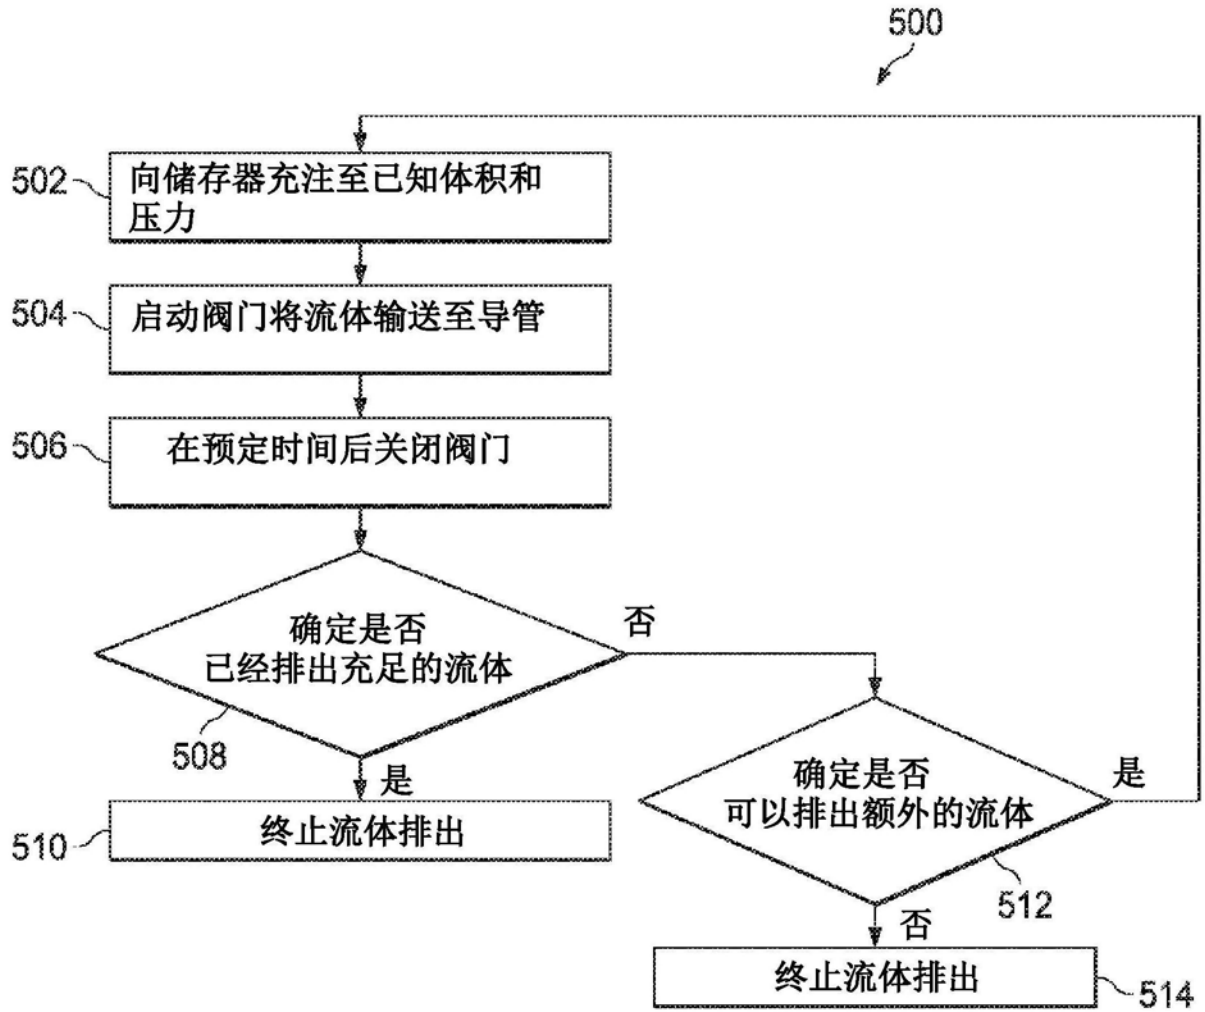 500
502
向储存器充注至已知体积和
压力
504
启动阀门将流体输送至导管
506
在预定时间后关闭阀门
确定是否
已经排出充足的流体
否
508
是
510
终止流体排出
确定是否
可以排出额外的流体
是
512
否
终止流体排出
514